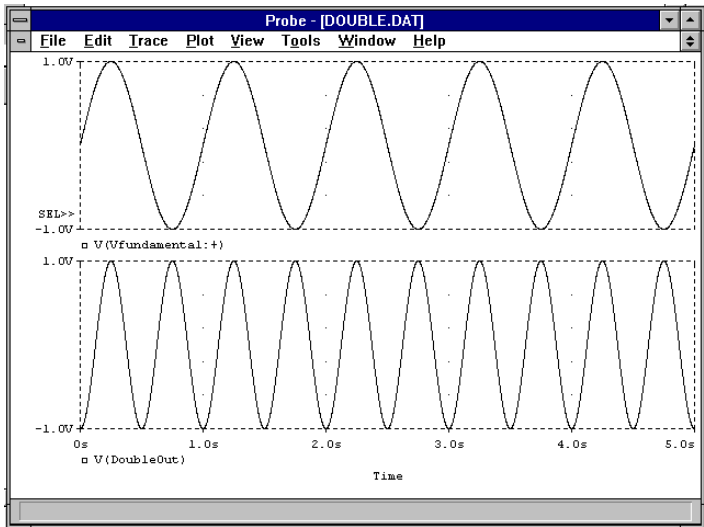 Probe - [DOUBLE.DAT]
File Edit Trace Plot View Tools Window Help
1.0V
SEL>>
-1.0V
V(Vfundamental:+)
1.0V
-1.0V
0s 1.0s 2.0s 3.0s 4.0s 5.0s
V(DoubleOut)
Time